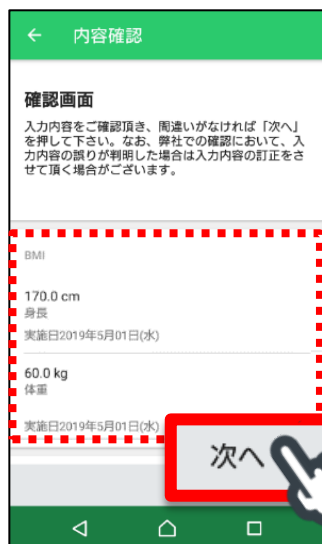 ← 内容確認
確認画面
入力内容をご確認頂き、間違いがなければ「次へ」
を押して下さい。なお、弊社での確認において、入
力内容の誤りが判明した場合は入力内容の訂正をさ
せて頂く場合がございます。
BMI
170.0 cm
身長
実施日2019年5月01日(水)
60.0 kg
体重
実施日2019年5月01日(水)
次へ